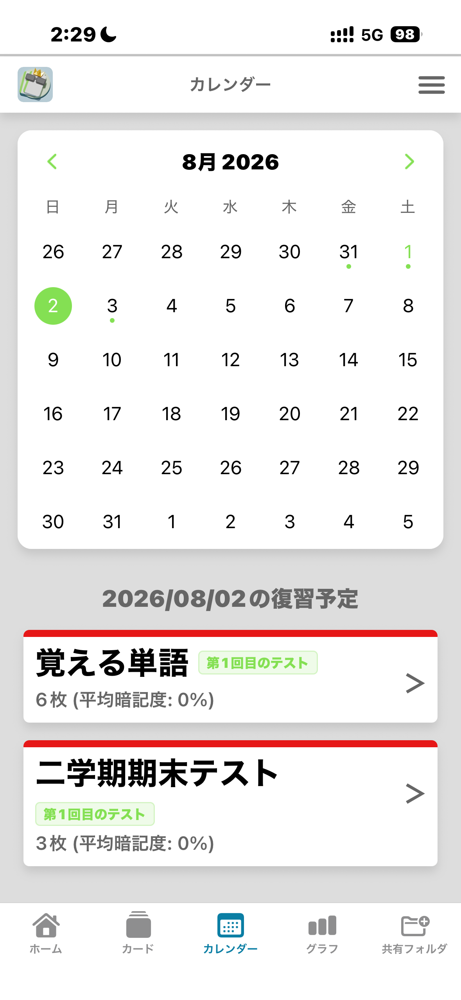 2:29
5G
98
カレンダー
8月 2026
日 月 火 水 木 金 土
26 27 28 29 30 31 1
2 3 4 5 6 7 8
9 10 11 12 13 14 15
16 17 18 19 20 21 22
23 24 25 26 27 28 29
30 31 1 2 3 4 5
2026/08/02の復習予定
覚える単語 第1回目のテスト
6枚 (平均暗記度: 0%)
二学期期末テスト
第1回目のテスト
3枚 (平均暗記度: 0%)
ホーム カード カレンダー グラフ 共有フォルダ